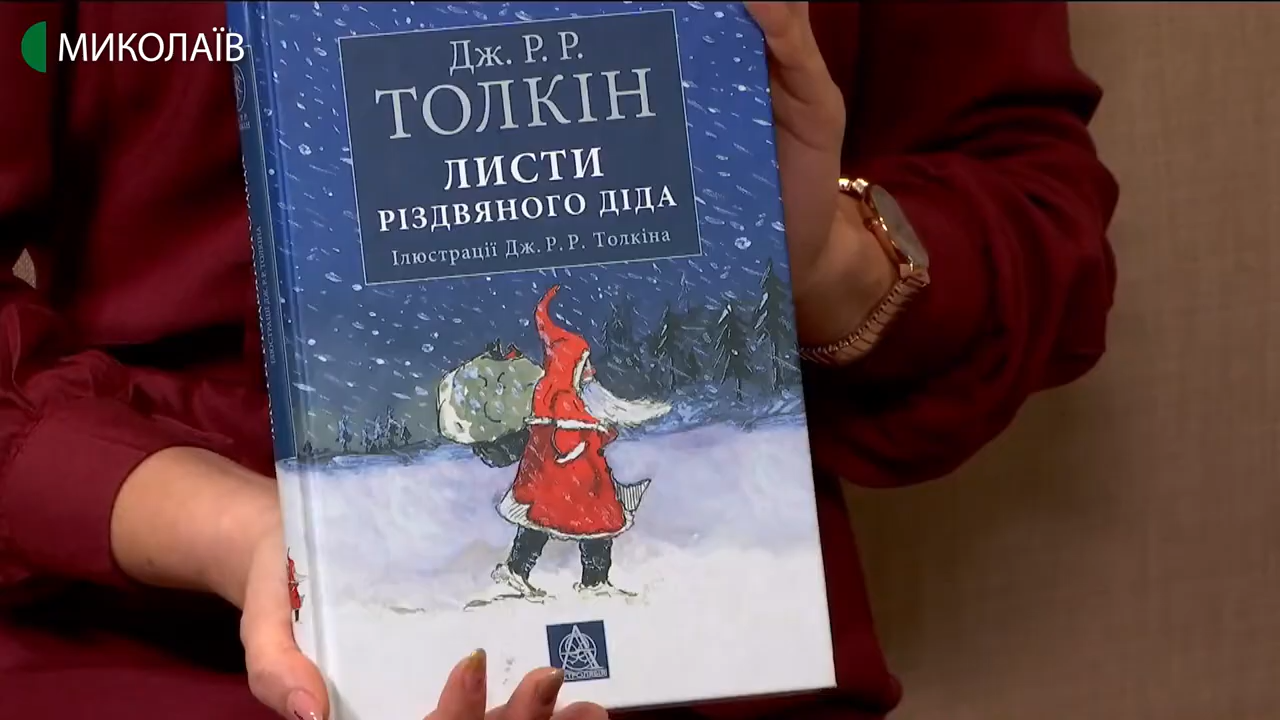 МИКОЛАЇВ
Дж. Р. Р.
ТОЛКІН
ЛИСТИ
РІЗДВЯНОГО ДІДА
Ілюстрації Дж. Р. Р. Толкіна